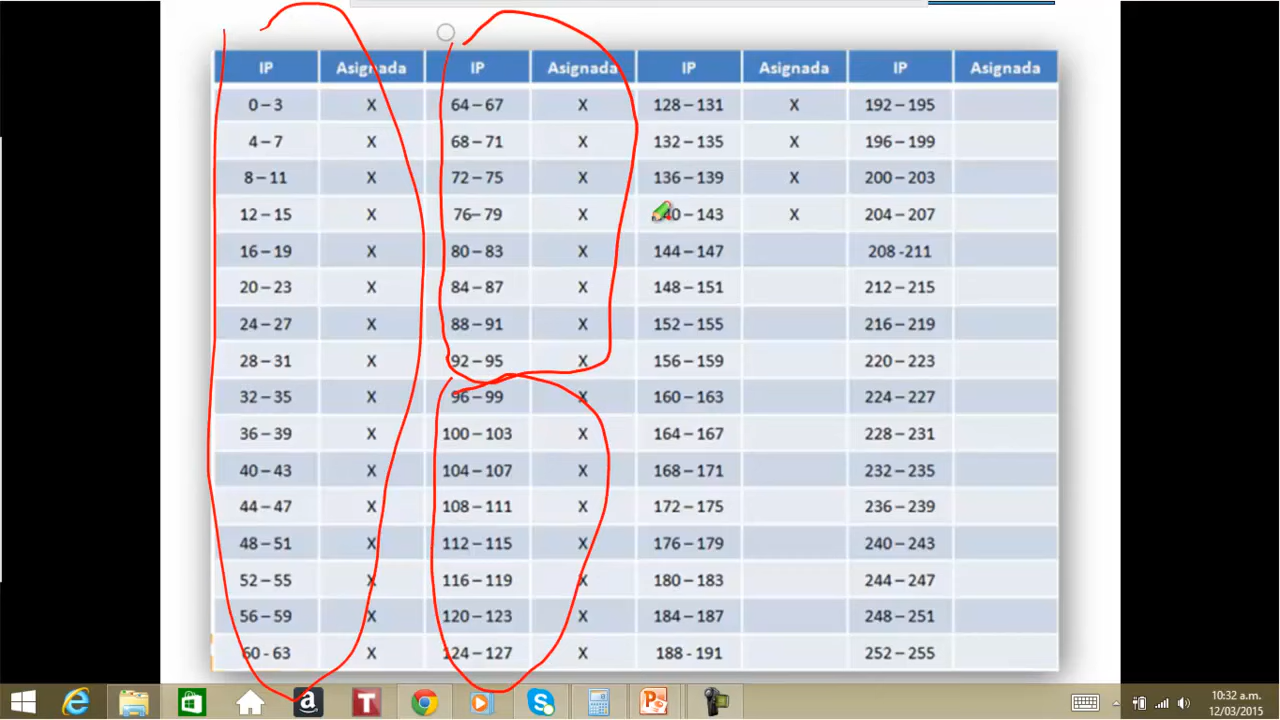 IP Asignada IP Asignada IP Asignada IP Asignada
0 – 3 X 64 – 67 X 128 – 131 X 192 – 195
4 – 7 X 68 – 71 X 132 – 135 X 196 – 199
8 – 11 X 72 – 75 X 136 – 139 X 200 – 203
12 – 15 X 76– 79 X 40 – 143 X 204 – 207
16 – 19 X 80 – 83 X 144 – 147 208 -211
20 – 23 X 84 – 87 X 148 – 151 212 – 215
24 – 27 X 88 – 91 X 152 – 155 216 – 219
28 – 31 X 92 – 95 X 156 – 159 220 – 223
32 – 35 X 96 – 99 X 160 – 163 224 – 227
36 – 39 X 100 – 103 X 164 – 167 228 – 231
40 – 43 X 104 – 107 X 168 – 171 232 – 235
44 – 47 X 108 – 111 X 172 – 175 236 – 239
48 – 51 X 112 – 115 X 176 – 179 240 – 243
52 – 55 X 116 – 119 X 180 – 183 244 – 247
56 – 59 X 120 – 123 X 184 – 187 248 – 251
60 - 63 X 124 – 127 X 188 - 191 252 – 255
10:32 a.m.
12/03/2015